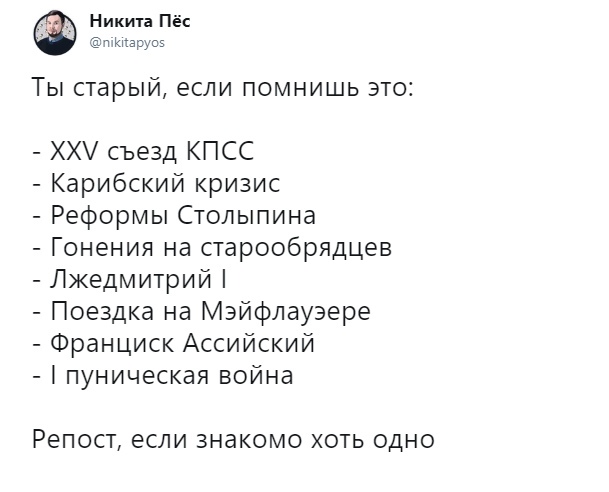 Никита Пёс
@nikitapyos
Ты старый, если помнишь это:
- XXV съезд КПСС
- Карибский кризис
- Реформы Столыпина
- Гонения на старообрядцев
- Лжедмитрий I
- Поездка на Мэйфлауэере
- Франциск Ассийский
- I пуническая война
Репост, если знакомо хоть одно